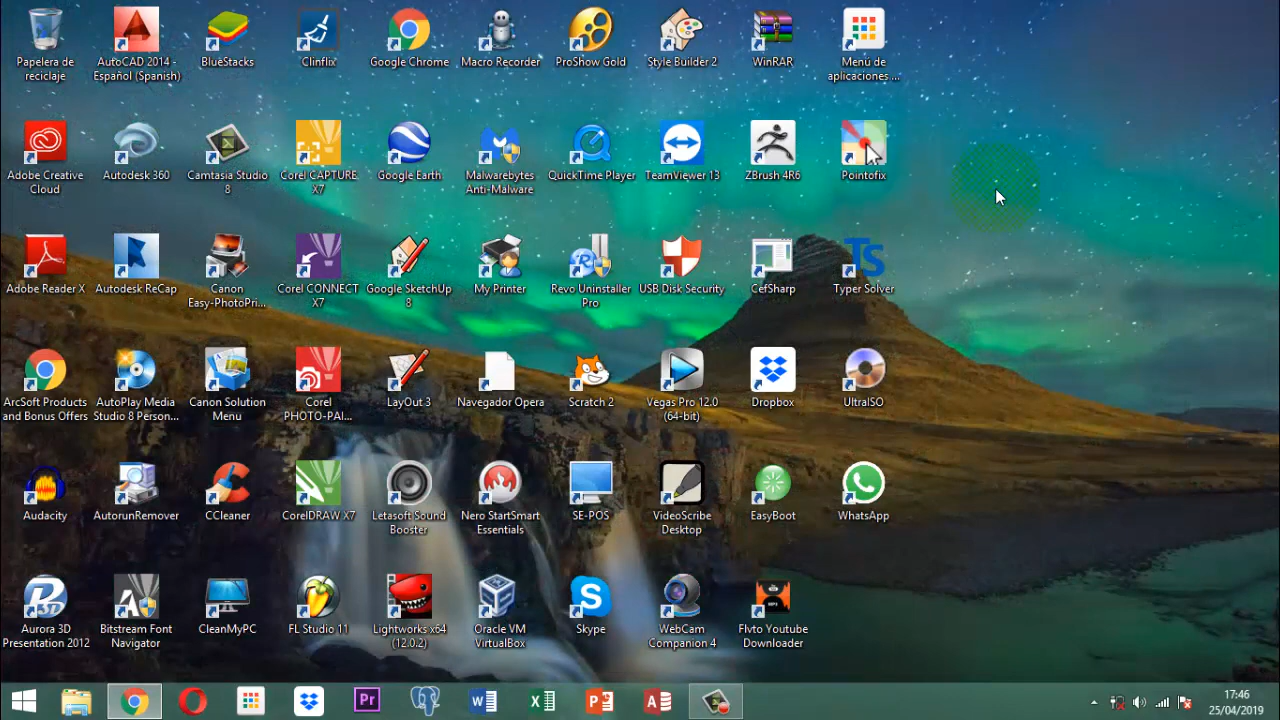 Papelera de
reciclaje
AutoCAD 2014 -
Español (Spanish)
BlueStacks
Clinflix
Google Chrome
Macro Recorder
ProShow Gold
Style Builder 2
WinRAR
Menú de
aplicaciones ...
Adobe Creative
Cloud
Autodesk 360
Camtasia Studio
8
Corel CAPTURE
X7
Google Earth
Malwarebytes
Anti-Malware
QuickTime Player
TeamViewer 13
ZBrush 4R6
Pointofix
Adobe Reader X
Autodesk ReCap
Canon
Easy-PhotoPri...
Corel CONNECT
X7
Google SketchUp
8
My Printer
Revo Uninstaller
Pro
USB Disk Security
CefSharp
Ts
Typer Solver
ArcSoft Products
and Bonus Offers
AutoPlay Media
Studio 8 Person...
Canon Solution
Menu
Corel
PHOTO-PAI...
LayOut 3
Navegador Opera
Scratch 2
Vegas Pro 12.0
(64-bit)
Dropbox
UltraISO
Audacity
AutorunRemover
CCleaner
CorelDRAW X7
Letasoft Sound
Booster
Nero StartSmart
Essentials
SE-POS
VideoScribe
Desktop
EasyBoot
WhatsApp
Aurora 3D
Presentation 2012
Bitstream Font
Navigator
CleanMyPC
FL Studio 11
Lightworks x64
(12.0.2)
Oracle VM
VirtualBox
Skype
WebCam
Companion 4
Flvto Youtube
Downloader
Pr
17:46
25/04/2019